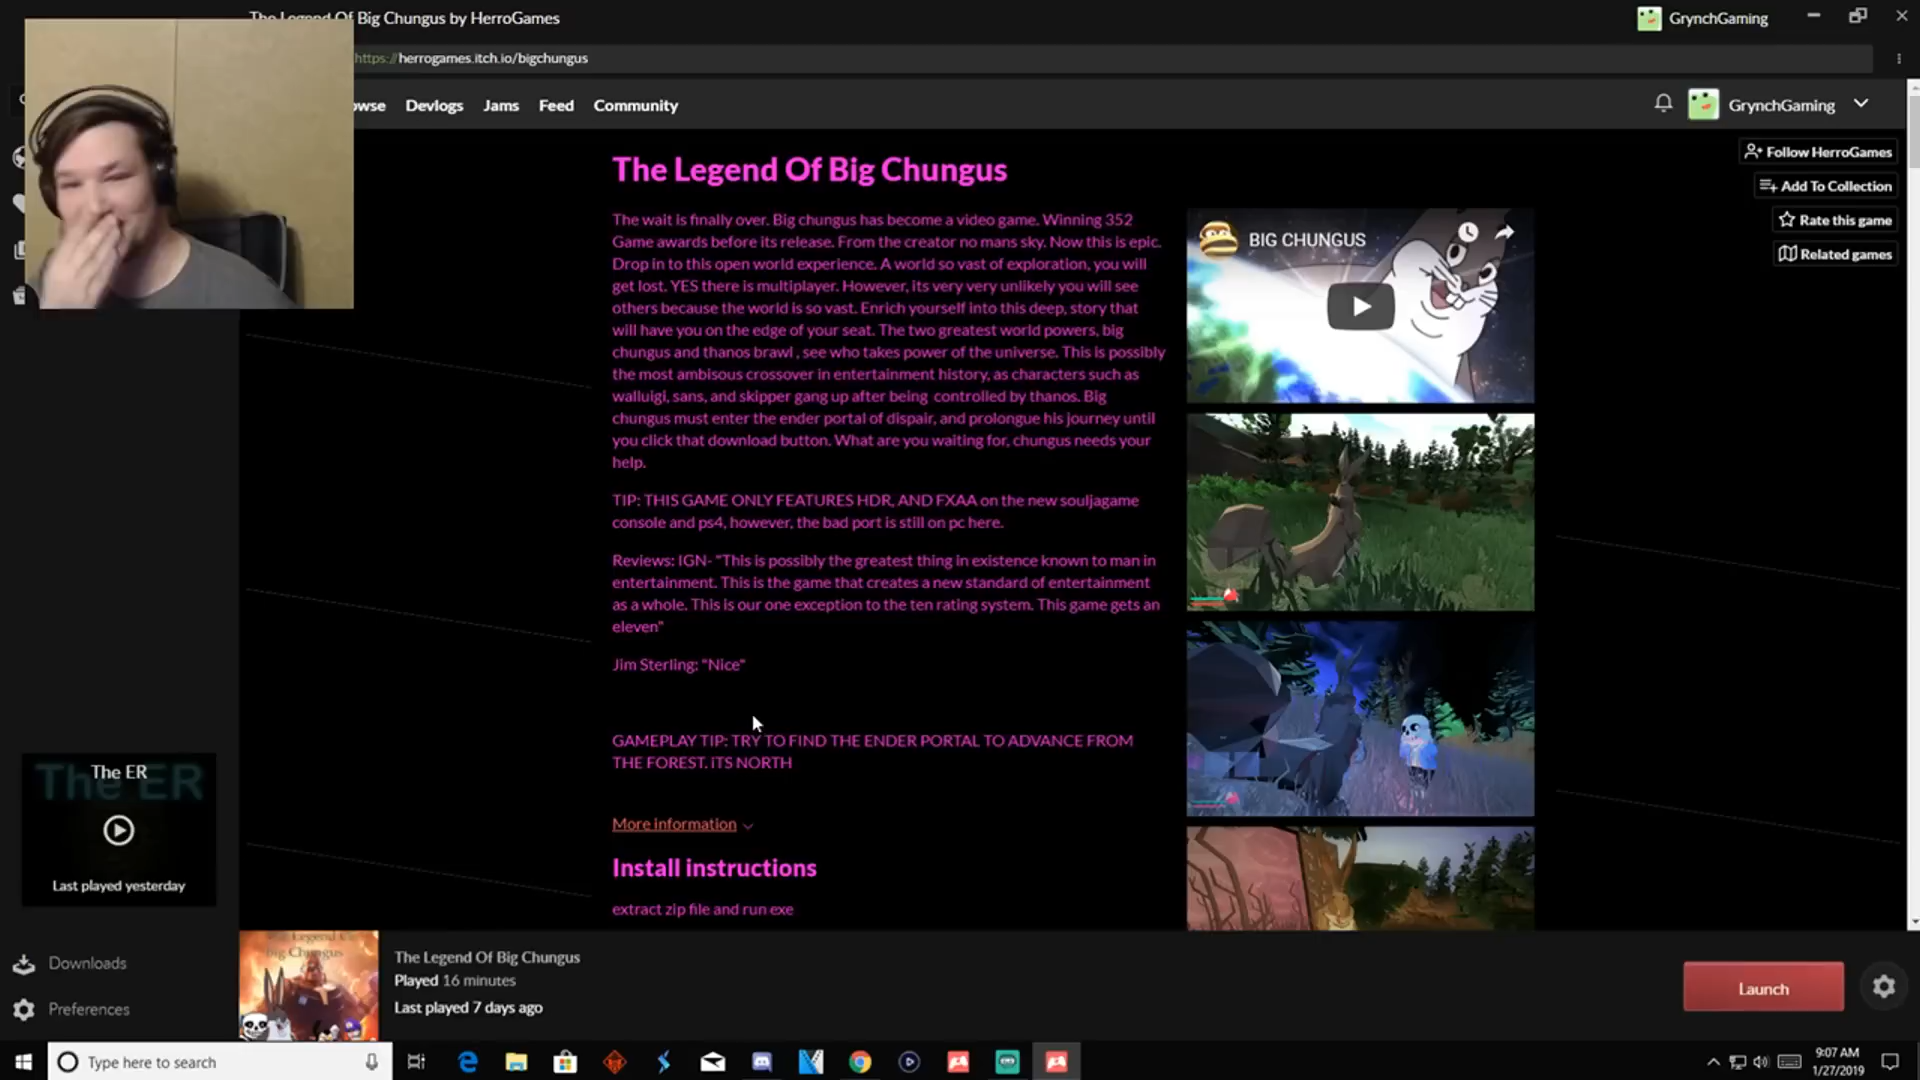 The Legend Of Big Chungus by HerroGames
GrynchGaming
https://herrogames.itch.io/bigchungus
owse
Devlogs
Jams
Feed
Community
GrynchGaming
Follow HerroGames
Add To Collection
Rate this game
Related games
The Legend Of Big Chungus
The wait is finally over. Big chungus has become a video game. Winning 352
Game awards before its release. From the creator no mans sky. Now this is epic.
Drop in to this open world experience. A world so vast of exploration, you will
get lost. YES there is multiplayer. However, its very very unlikely you will see
others because the world is so vast. Enrich yourself into this deep, story that
will have you on the edge of your seat. The two greatest world powers, big
chungus and thanos brawl , see who takes power of the universe. This is possibly
the most ambisous crossover in entertainment history, as characters such as
walluigi, sans, and skipper gang up after being controlled by thanos. Big
chungus must enter the ender portal of dispair, and prolongue his journey until
you click that download button. What are you waiting for, chungus needs your
help.
TIP: THIS GAME ONLY FEATURES HDR, AND FXAA on the new souljagame
console and ps4, however, the bad port is still on pc here.
Reviews: IGN- "This is possibly the greatest thing in existence known to man in
entertainment. This is the game that creates a new standard of entertainment
as a whole. This is our one exception to the ten rating system. This game gets an
eleven"
Jim Sterling: "Nice"
GAMEPLAY TIP: TRY TO FIND THE ENDER PORTAL TO ADVANCE FROM
THE FOREST. iTS NORTH
More information
Install instructions
extract zip file and run exe
BIG CHUNGUS
The ER
The ER
Last played yesterday
Downloads
Preferences
The Legend Of
Big Chungus
The Legend Of Big Chungus
Played 16 minutes
Last played 7 days ago
Launch
Type here to search
9:07 AM
1/27/2019